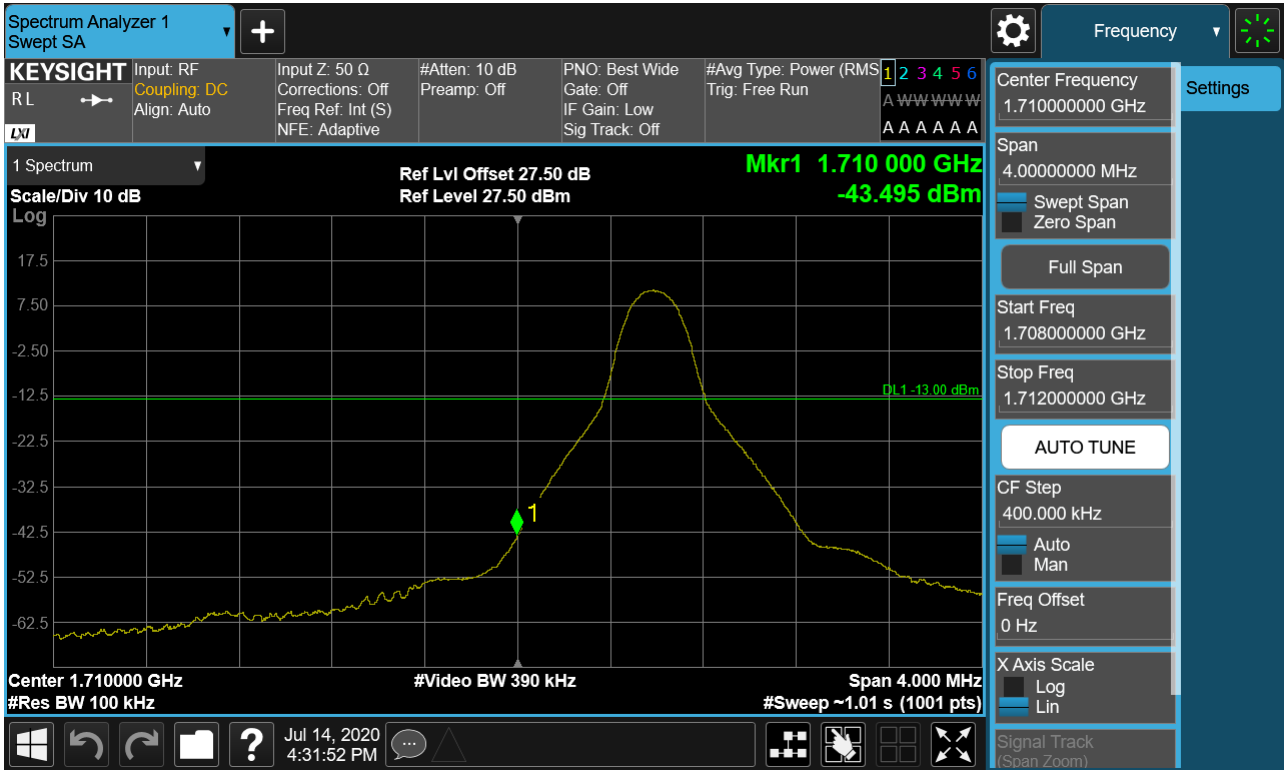 Spectrum Analyzer 1
Swept SA
+
Frequency
KEYSIGHT
R L
LXI
Input: RF
Coupling: DC
Align: Auto
Input Z: 50 Ω
Corrections: Off
Freq Ref: Int (S)
NFE: Adaptive
#Atten: 10 dB
Preamp: Off
PNO: Best Wide
Gate: Off
IF Gain: Low
Sig Track: Off
#Avg Type: Power (RMS
Trig: Free Run
1 2 3 4 5 6
A W W W W W
A A A A A A
1 Spectrum
Scale/Div 10 dB
Log
Ref Lvl Offset 27.50 dB
Ref Level 27.50 dBm
Mkr1 1.710 000 GHz
-43.495 dBm
17.5
7.50
-2.50
-12.5
-22.5
-32.5
-42.5
-52.5
-62.5
DL1 -13.00 dBm
1
Center 1.710000 GHz
#Res BW 100 kHz
#Video BW 390 kHz
Span 4.000 MHz
#Sweep ~1.01 s (1001 pts)
Center Frequency
1.710000000 GHz
Span
4.00000000 MHz
Swept Span
Zero Span
Full Span
Start Freq
1.708000000 GHz
Stop Freq
1.712000000 GHz
AUTO TUNE
CF Step
400.000 kHz
Auto
Man
Freq Offset
0 Hz
X Axis Scale
Log
Lin
Signal Track
(Span Zoom)
Settings
?
Jul 14, 2020
4:31:52 PM